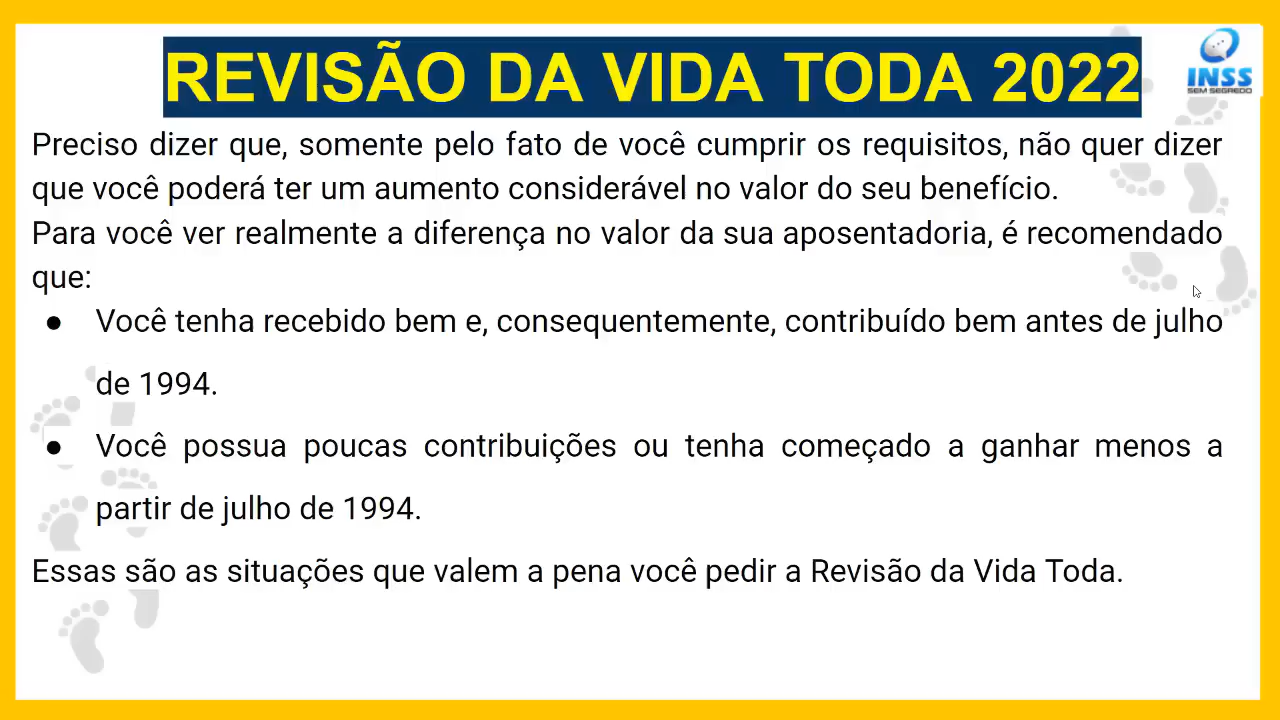 REVISÃO DA VIDA TODA 2022
INSS
SEM SEGREDO
Preciso dizer que, somente pelo fato de você cumprir os requisitos, não quer dizer
que você poderá ter um aumento considerável no valor do seu benefício.
Para você ver realmente a diferença no valor da sua aposentadoria, é recomendado
que:
● Você tenha recebido bem e, consequentemente, contribuído bem antes de julho
de 1994.
● Você possua poucas contribuições ou tenha começado a ganhar menos a
partir de julho de 1994.
Essas são as situações que valem a pena você pedir a Revisão da Vida Toda.